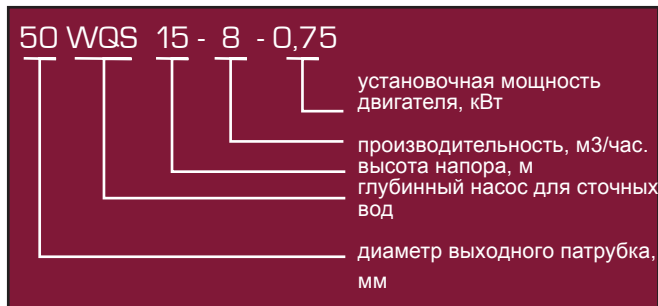 50 WQS 15 - 8 - 0,75
установочная мощность
двигателя, кВт
производительность, м3/час.
высота напора, м
глубинный насос для сточных
вод
диаметр выходного патрубка,
мм